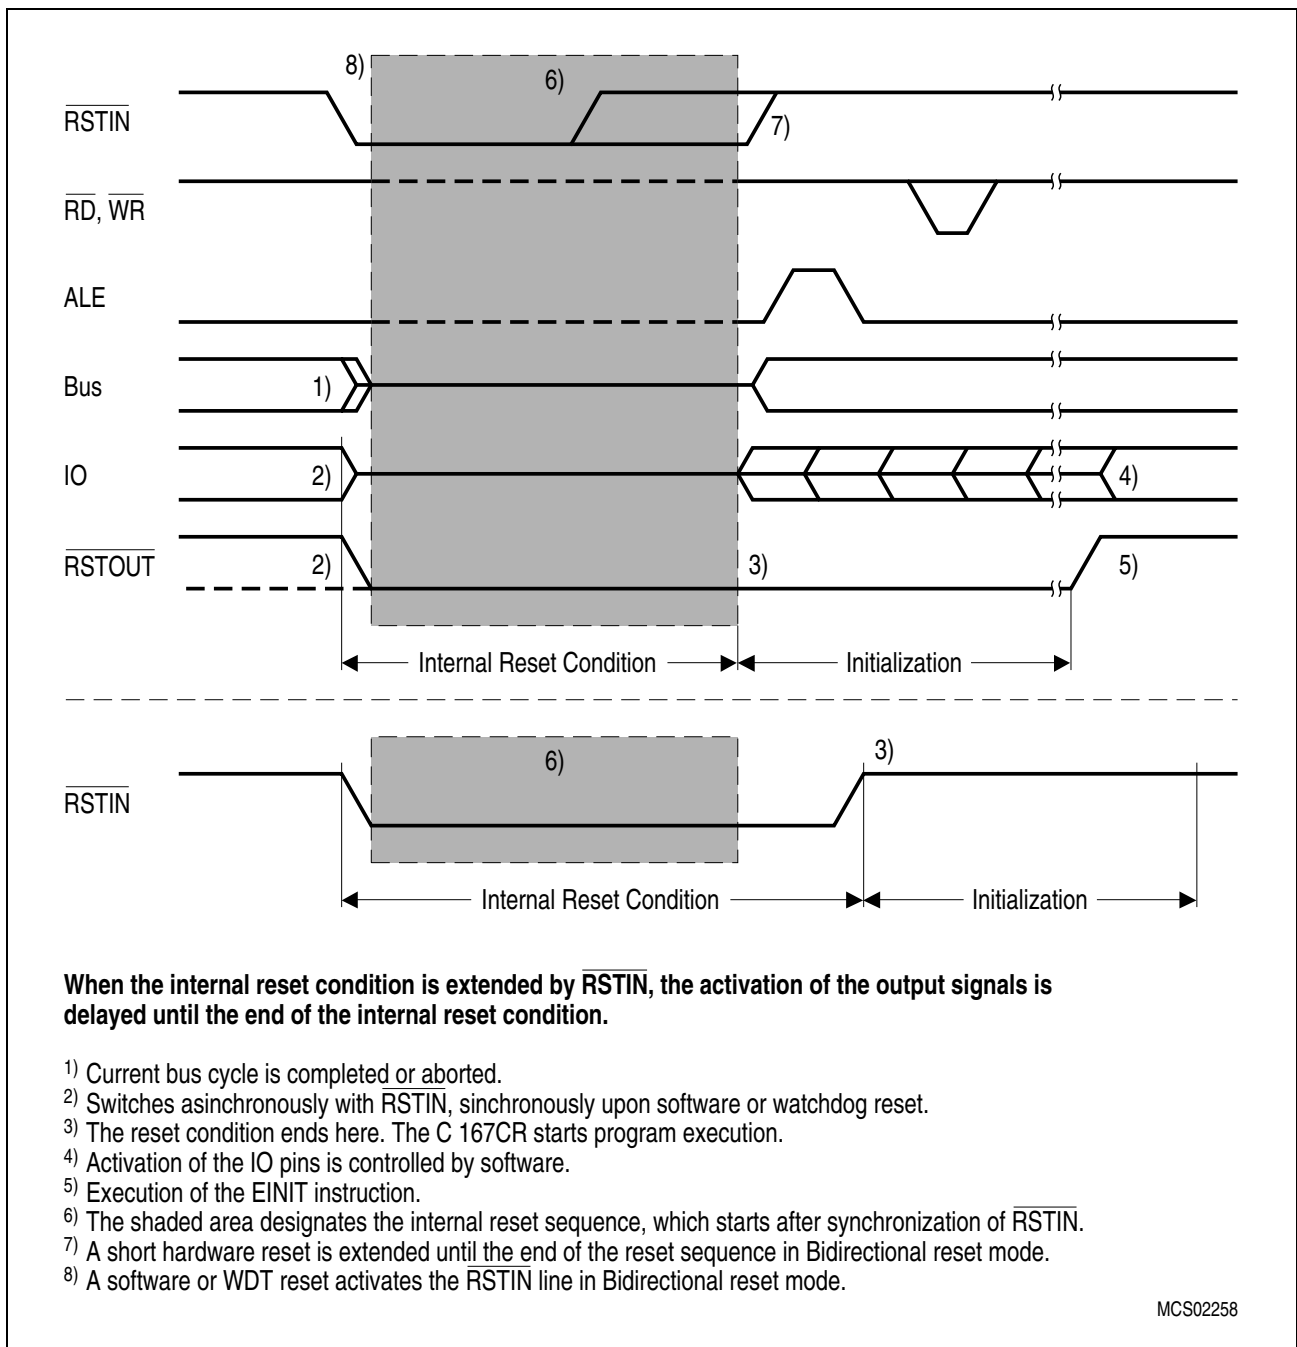 8)
6)
RSTIN
7)
RD, WR
ALE
Bus
1)
IO
2)
4)
RSTOUT
2)
3)
5)
Internal Reset Condition
Initialization
6)
3)
RSTIN
Internal Reset Condition
Initialization
When the internal reset condition is extended by RSTIN, the activation of the output signals is
delayed until the end of the internal reset condition.
1) Current bus cycle is completed or aborted.
2) Switches asinchronously with RSTIN, sinchronously upon software or watchdog reset.
3) The reset condition ends here. The C 167CR starts program execution.
4) Activation of the IO pins is controlled by software.
5) Execution of the EINIT instruction.
6) The shaded area designates the internal reset sequence, which starts after synchronization of RSTIN.
7) A short hardware reset is extended until the end of the reset sequence in Bidirectional reset mode.
8) A software or WDT reset activates the RSTIN line in Bidirectional reset mode.
MCS02258